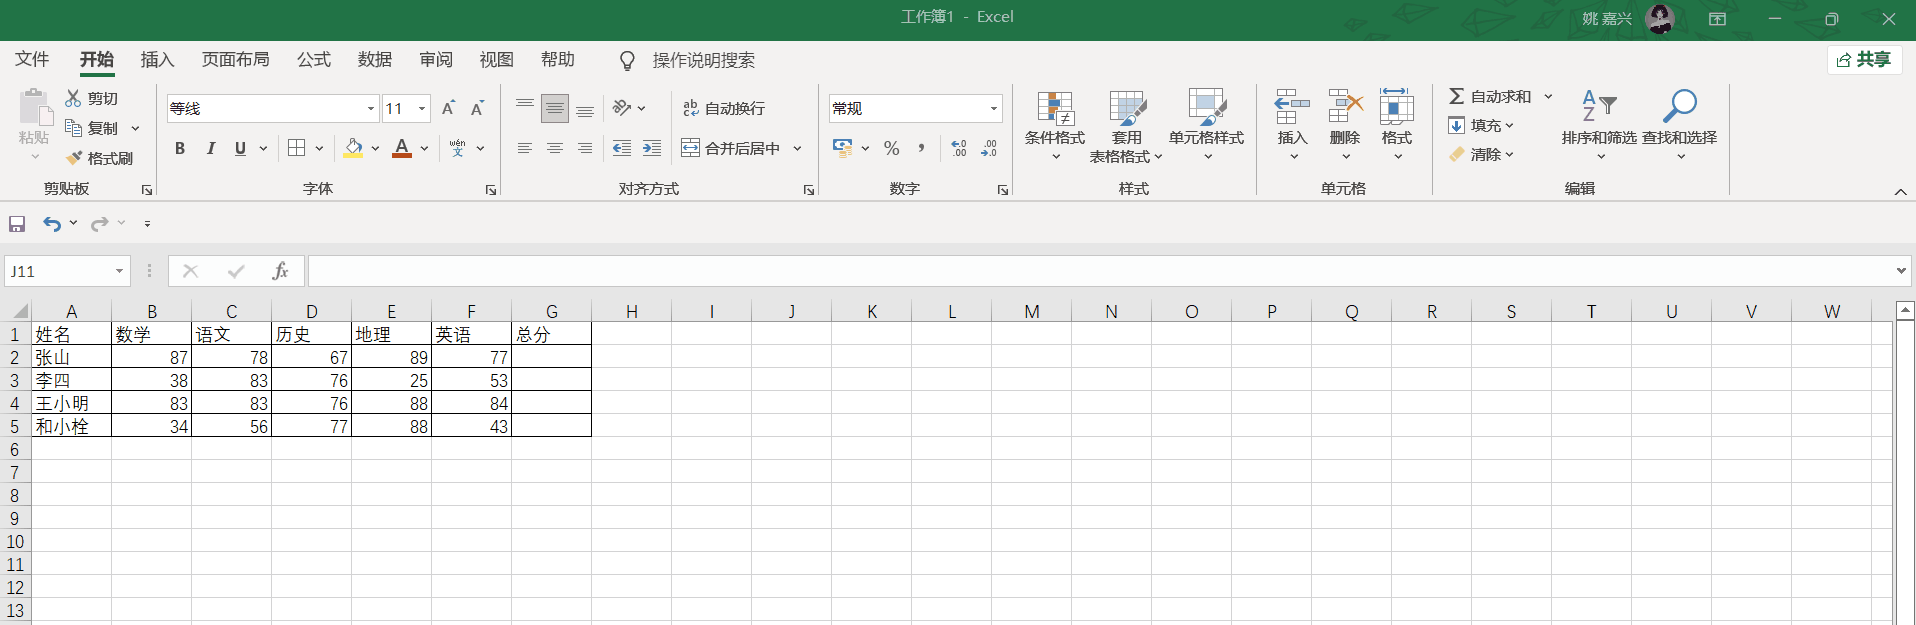 工作簿1 - Excel
姚 嘉兴
文件 开始 插入 页面布局 公式 数据 审阅 视图 帮助 操作说明搜索 共享
粘贴 剪切 复制 格式刷
剪贴板
等线 11 A A
B I U A wén 文
字体
ab 自动换行
合并后居中
对齐方式
常规
% , .00 .00
数字
条件格式 套用 表格格式 单元格样式
样式
插入 删除 格式
单元格
Σ 自动求和
填充
清除
AZ 排序和筛选 查找和选择
编辑
J11 fx
A B C D E F G H I J K L M N O P Q R S T U V W
1 姓名 数学 语文 历史 地理 英语 总分
2 张山 87 78 67 89 77
3 李四 38 83 76 25 53
4 王小明 83 83 76 88 84
5 和小栓 34 56 77 88 43
6
7
8
9
10
11
12
13